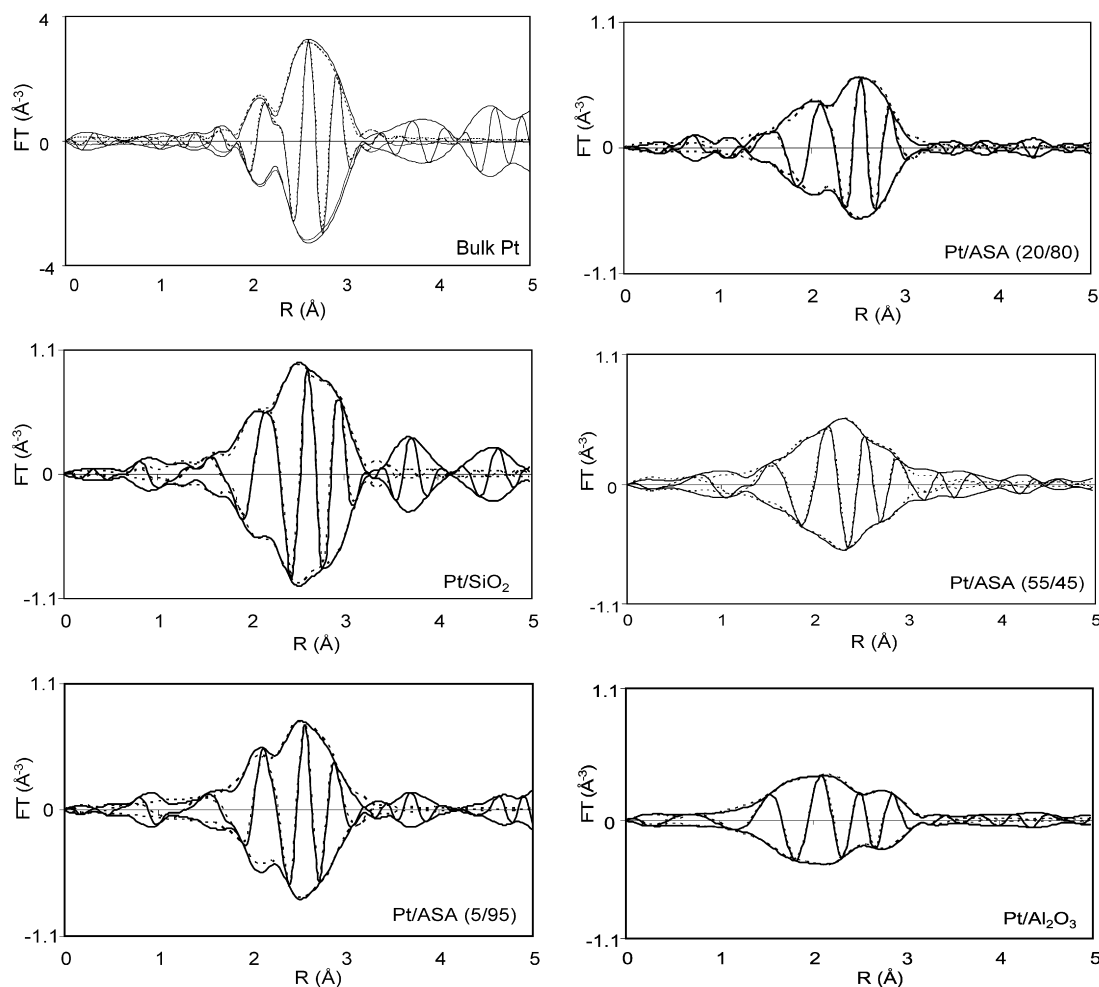 4
FT (Å-3)
0
-4
Bulk Pt
0 1 2 3 4 5
R (Å)
1.1
FT (Å-3)
0
-1.1
Pt/ASA (20/80)
0 1 2 3 4 5
R (Å)
1.1
FT (Å-3)
0
-1.1
Pt/SiO2
0 1 2 3 4 5
R (Å)
1.1
FT (Å-3)
0
-1.1
Pt/ASA (55/45)
0 1 2 3 4 5
R (Å)
1.1
FT (Å-3)
0
-1.1
Pt/ASA (5/95)
0 1 2 3 4 5
R (Å)
1.1
FT (Å-3)
0
-1.1
Pt/Al2O3
0 1 2 3 4 5
R (Å)